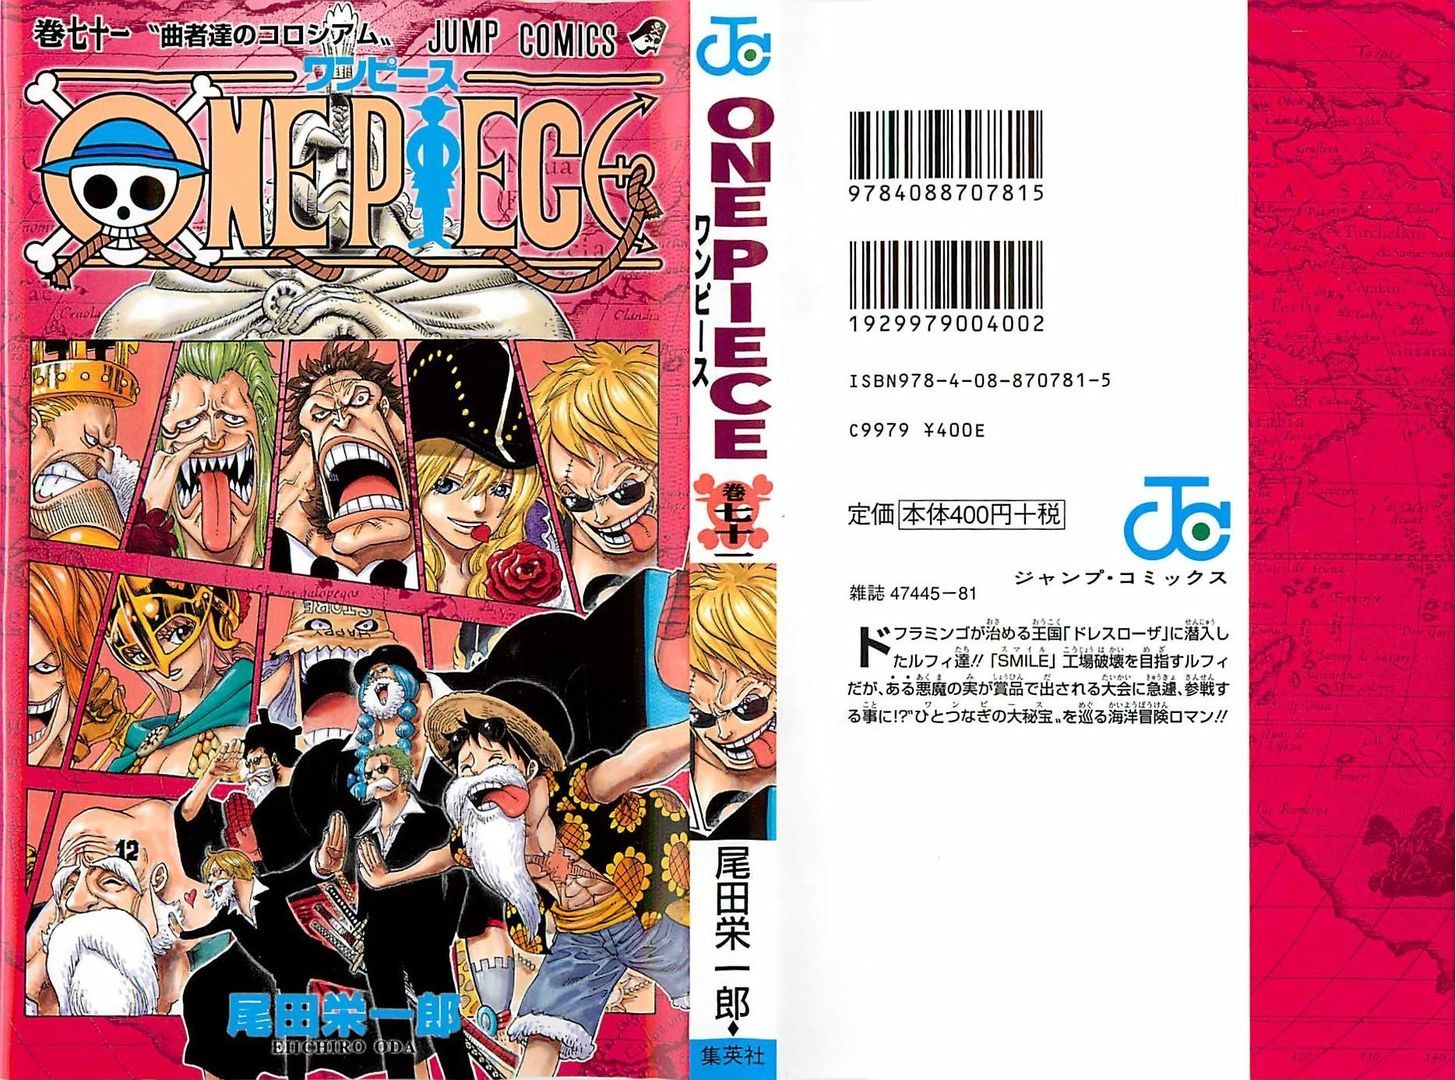 巻七十一 〝曲者達のコロシアム〟 JUMP COMICS
ワンピース
ONE PIECE
HAPPY
STORE
12
尾田栄一郎
EIICHIRO ODA
JC
ONE PIECE
ワンピース
巻七十一
尾田栄一郎
集英社
9784088707815
1929979004002
ISBN978-4-08-870781-5
C9979 ¥400E
定価 本体400円+税
JC
ジャンプ・コミックス
雑誌 47445-81
ドフラミンゴが治める王国「ドレスローザ」に潜入し
たルフィ達!!「SMILE」工場破壊を目指すルフィ
だが、ある悪魔の実が賞品で出される大会に急遽、参戦す
る事に!?〝ひとつなぎの大秘宝〟を巡る海洋冒険ロマン!!